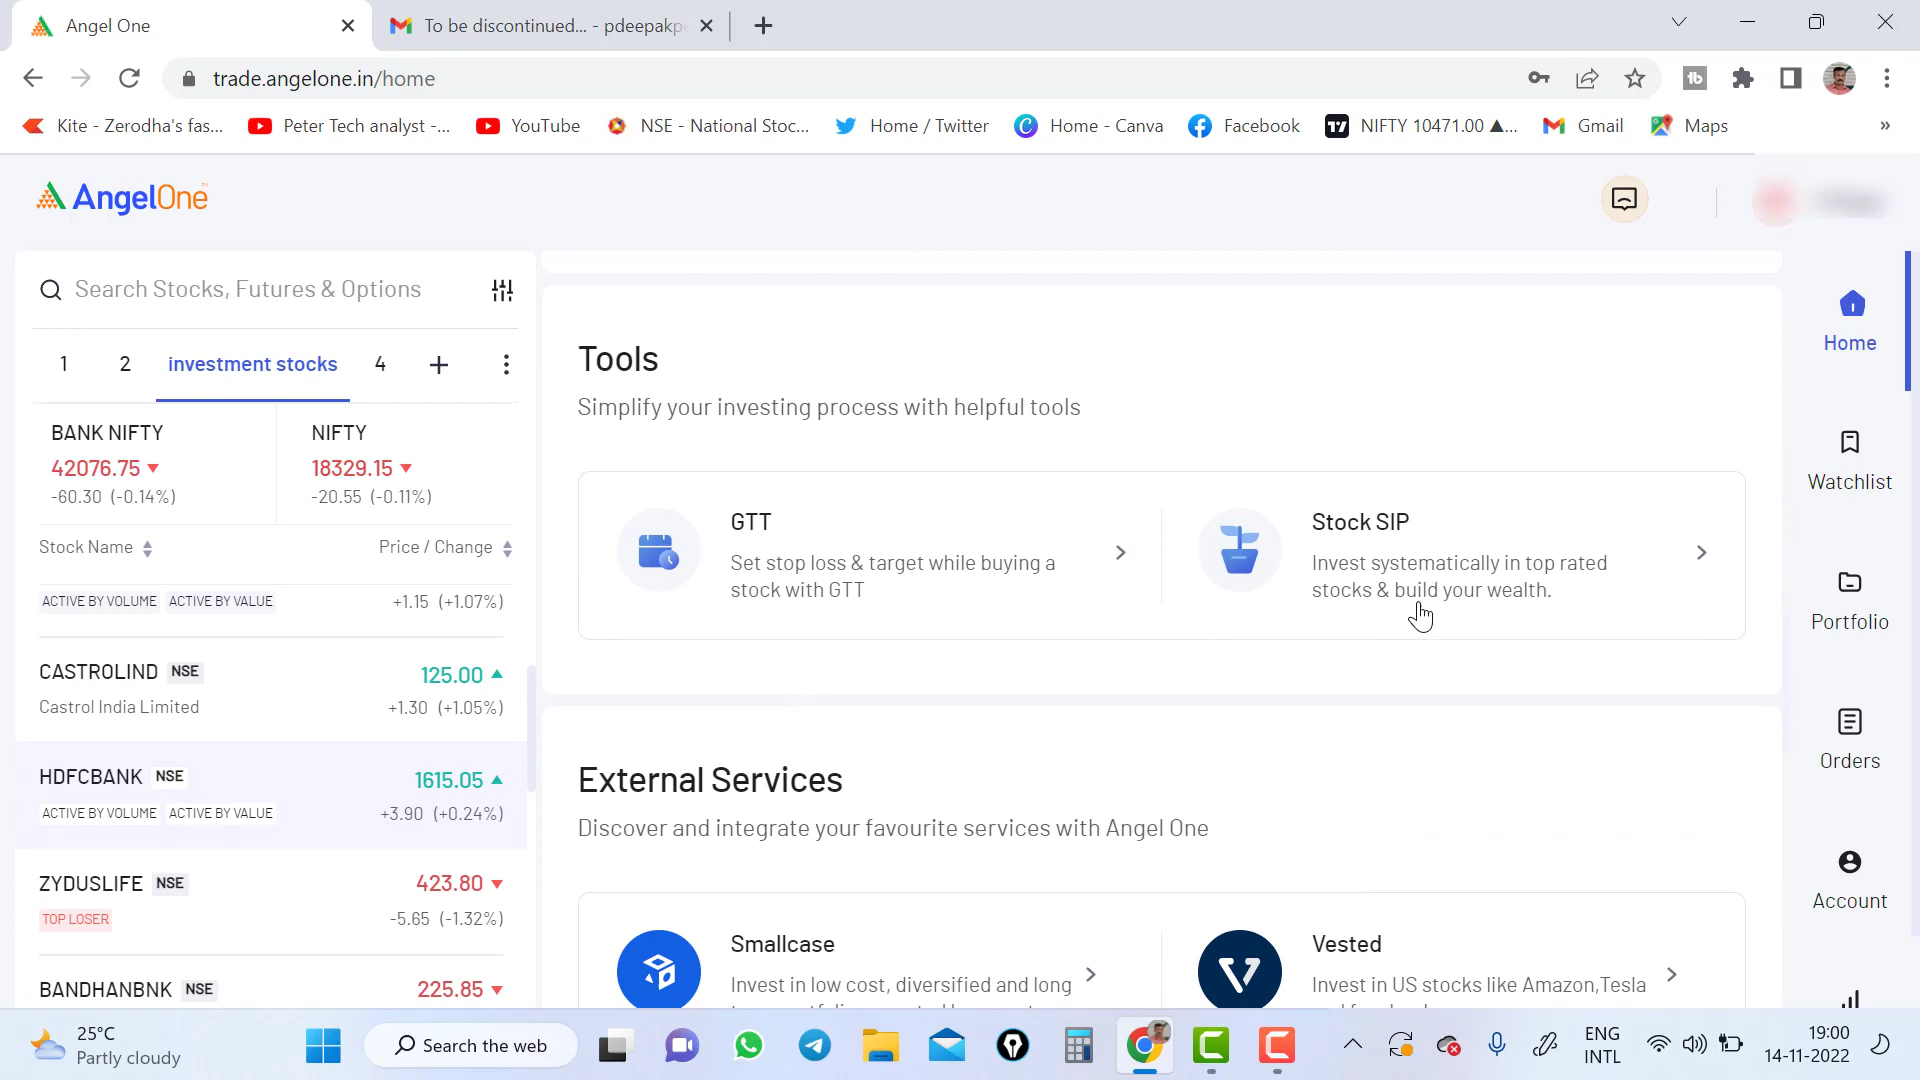 Angel One
To be discontinued... - pdeepakp
trade.angelone.in/home
Kite - Zerodha's fas...
Peter Tech analyst -...
YouTube
NSE - National Stoc...
Home / Twitter
Home - Canva
Facebook
NIFTY 10471.00 ▲...
Gmail
Maps
»
AngelOne
Search Stocks, Futures & Options
1 2 investment stocks 4 +
BANK NIFTY
42076.75
-60.30 (-0.14%)
NIFTY
18329.15
-20.55 (-0.11%)
Stock Name
Price / Change
ACTIVE BY VOLUME ACTIVE BY VALUE +1.15 (+1.07%)
CASTROLIND NSE 125.00
Castrol India Limited +1.30 (+1.05%)
HDFCBANK NSE 1615.05
ACTIVE BY VOLUME ACTIVE BY VALUE +3.90 (+0.24%)
ZYDUSLIFE NSE 423.80
TOP LOSER -5.65 (-1.32%)
BANDHANBNK NSE 225.85
Tools
Simplify your investing process with helpful tools
GTT
Set stop loss & target while buying a
stock with GTT
Stock SIP
Invest systematically in top rated
stocks & build your wealth.
External Services
Discover and integrate your favourite services with Angel One
Smallcase
Invest in low cost, diversified and long
Vested
Invest in US stocks like Amazon,Tesla
Home
Watchlist
Portfolio
Orders
Account
25°C
Partly cloudy
Search the web
ENG
INTL
19:00
14-11-2022